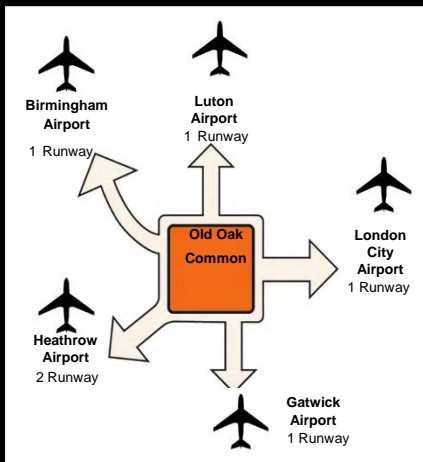 Birmingham
Airport
1 Runway
Luton
Airport
1 Runway
Old Oak
Common
London
City
Airport
1 Runway
Heathrow
Airport
2 Runway
Gatwick
Airport
1 Runway